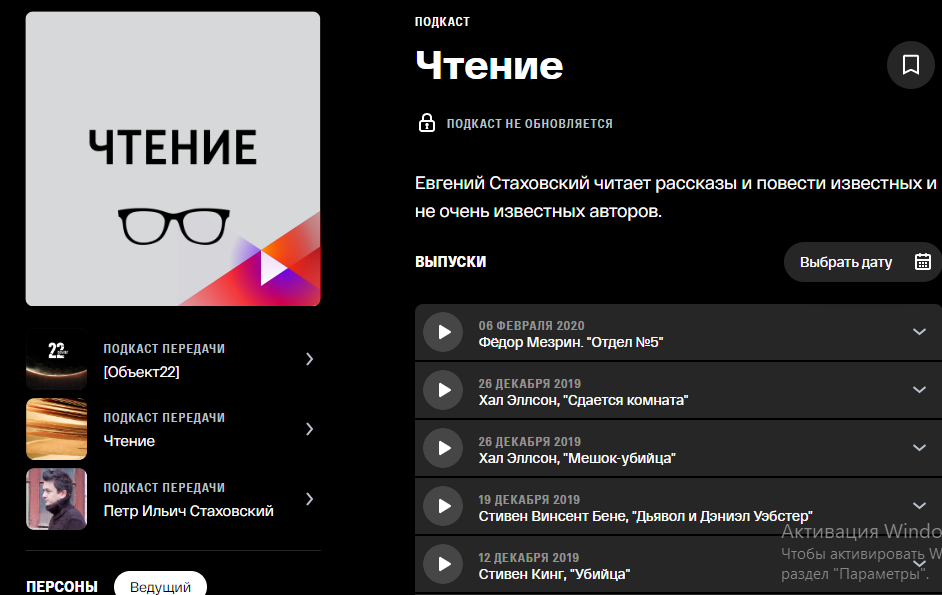 ЧТЕНИЕ
22
ПОДКАСТ ПЕРЕДАЧИ
[Объект22]
ПОДКАСТ ПЕРЕДАЧИ
Чтение
ПОДКАСТ ПЕРЕДАЧИ
Петр Ильич Стаховский
ПЕРСОНЫ
Ведущий
ПОДКАСТ
Чтение
ПОДКАСТ НЕ ОБНОВЛЯЕТСЯ
Евгений Стаховский читает рассказы и повести известных и
не очень известных авторов.
ВЫПУСКИ
Выбрать дату
06 ФЕВРАЛЯ 2020
Фёдор Мезрин. "Отдел №5"
26 ДЕКАБРЯ 2019
Хал Эллсон, "Сдается комната"
26 ДЕКАБРЯ 2019
Хал Эллсон, "Мешок-убийца"
19 ДЕКАБРЯ 2019
Стивен Винсент Бене, "Дьявол и Дэниэл Уэбстер"
12 ДЕКАБРЯ 2019
Стивен Кинг, "Убийца"
Активация Windo
Чтобы активировать W
раздел "Параметры".